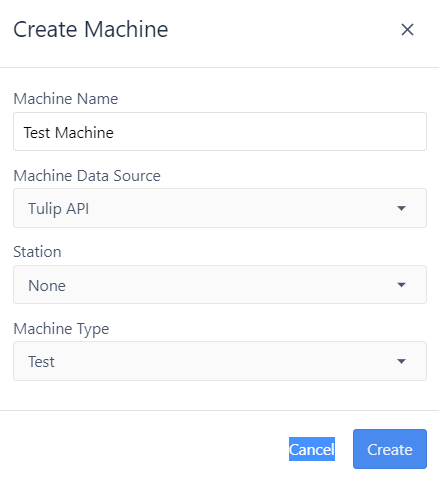 Create Machine
Machine Name
Test Machine
Machine Data Source
Tulip API
Station
None
Machine Type
Test
Cancel Create